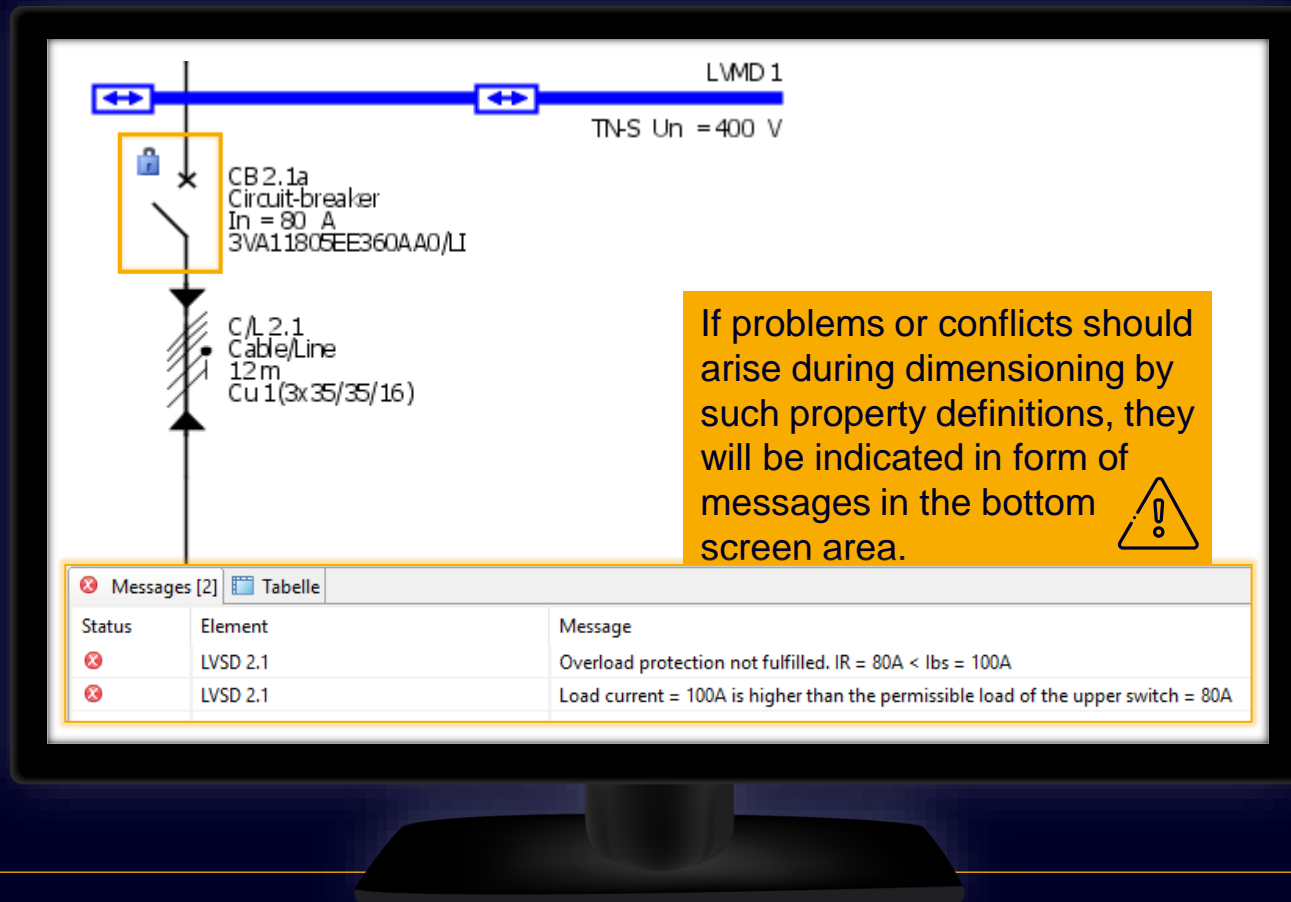 LVMD 1
TN-S Un = 400 V
CB 2.1a
Circuit-breaker
In = 80 A
3VA11805EE360AA0/LI
C/L 2.1
Cable/Line
12 m
Cu 1(3x35/35/16)
If problems or conflicts should
arise during dimensioning by
such property definitions, they
will be indicated in form of
messages in the bottom
screen area.
Messages [2] Tabelle
Status Element Message
LVSD 2.1 Overload protection not fulfilled. IR = 80A < Ibs = 100A
LVSD 2.1 Load current = 100A is higher than the permissible load of the upper switch = 80A